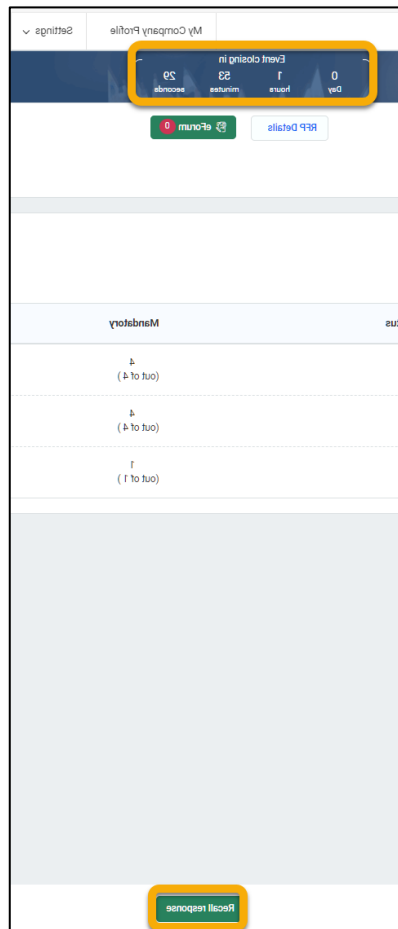 My Company Profile Settings
Event closing in
0 1 53 29
Day hours minutes seconds
RFP Details eForum 0
tus Mandatory
4
(out of 4 )
4
(out of 4 )
1
(out of 1 )
Recall response